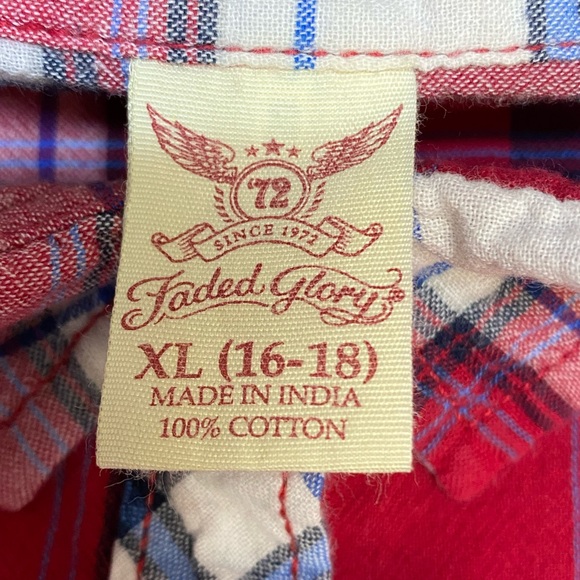 '72
SINCE 1972
Faded Glory
XL (16-18)
MADE IN INDIA
100% COTTON